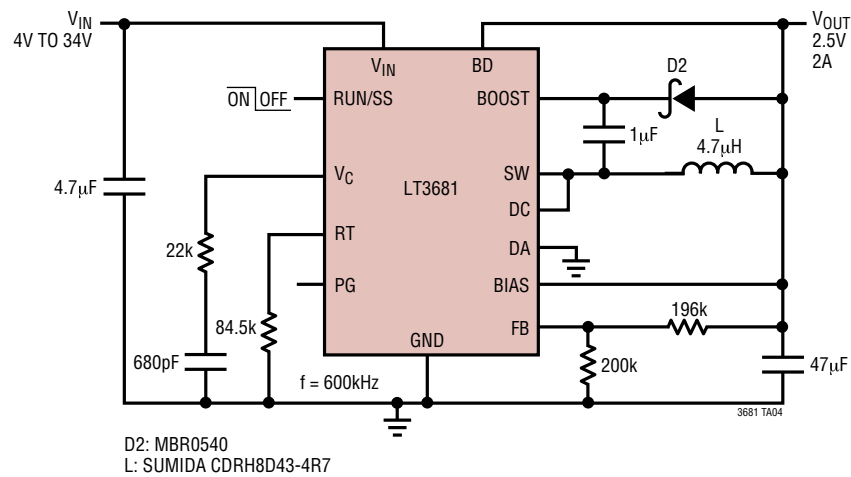 VIN
4V TO 34V
VOUT
2.5V
2A
VIN
BD
D2
ON OFF
RUN/SS
BOOST
1µF
L
4.7µH
4.7µF
VC
LT3681
SW
DC
22k
RT
DA
PG
BIAS
84.5k
196k
FB
GND
680pF
f = 600kHz
200k
47µF
3681 TA04
D2: MBR0540
L: SUMIDA CDRH8D43-4R7